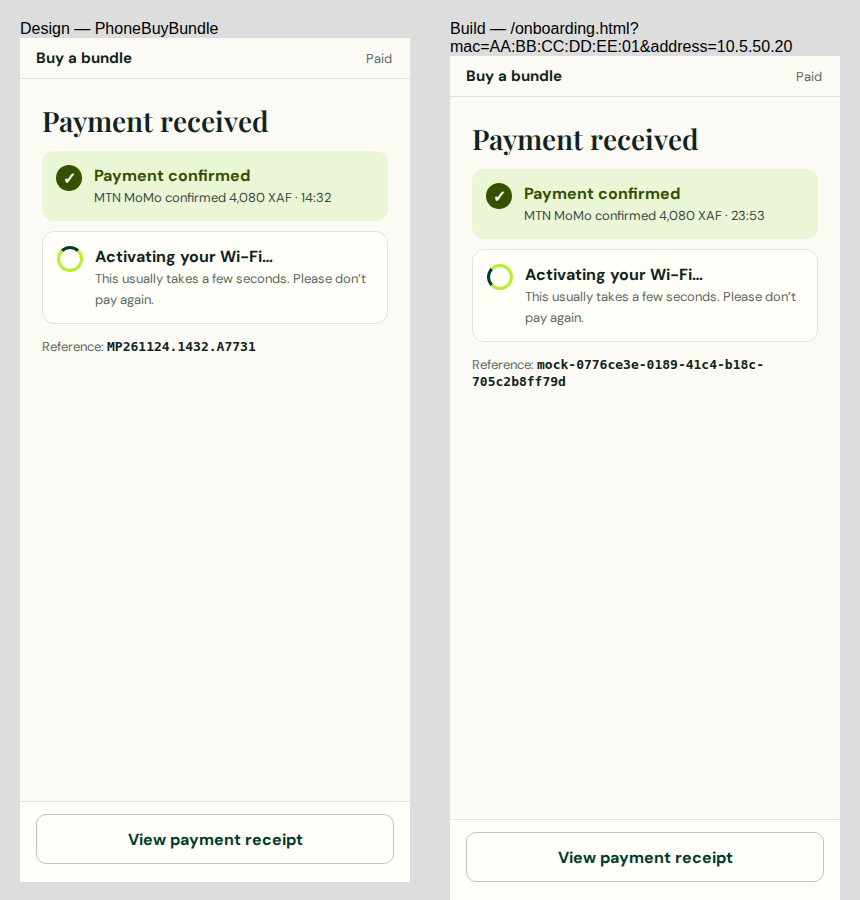 Design — PhoneBuyBundle
Buy a bundle
Paid
Payment received
✓
Payment confirmed
MTN MoMo confirmed 4,080 XAF · 14:32
Activating your Wi-Fi…
This usually takes a few seconds. Please don’t
pay again.
Reference: MP261124.1432.A7731
View payment receipt
Build — /onboarding.html?
mac=AA:BB:CC:DD:EE:01&address=10.5.50.20
Buy a bundle
Paid
Payment received
✓
Payment confirmed
MTN MoMo confirmed 4,080 XAF · 23:53
Activating your Wi-Fi…
This usually takes a few seconds. Please don’t
pay again.
Reference: mock-0776ce3e-0189-41c4-b18c-
705c2b8ff79d
View payment receipt